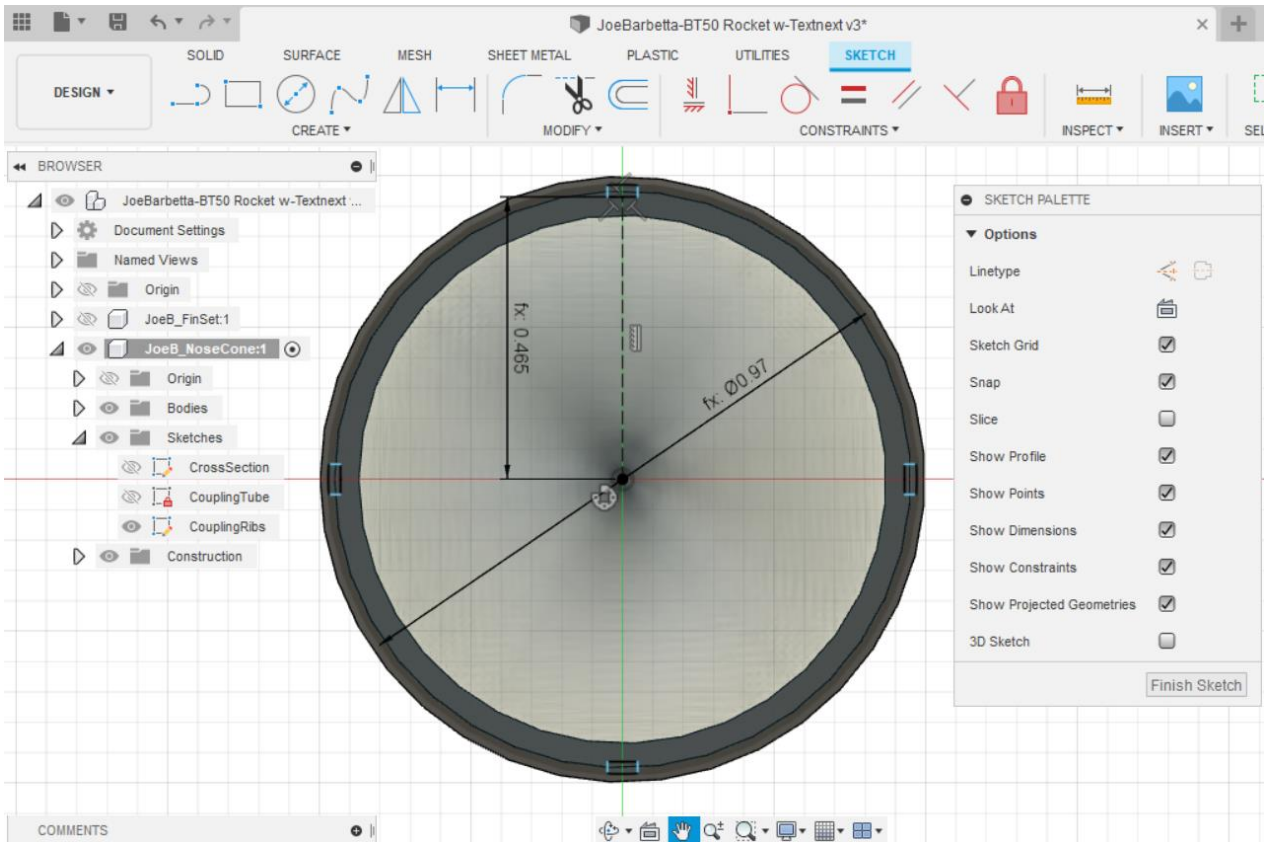 JoeBarbetta-BT50 Rocket w-Textnext v3*
SOLID SURFACE MESH SHEET METAL PLASTIC UTILITIES SKETCH
DESIGN
CREATE MODIFY CONSTRAINTS INSPECT INSERT SEL
BROWSER
JoeBarbetta-BT50 Rocket w-Textnext ...
Document Settings
Named Views
Origin
JoeB_FinSet:1
JoeB_NoseCone:1
Origin
Bodies
Sketches
CrossSection
CouplingTube
CouplingRibs
Construction
fx: 0.465
fx: Ø0.97
SKETCH PALETTE
Options
Linetype
Look At
Sketch Grid
Snap
Slice
Show Profile
Show Points
Show Dimensions
Show Constraints
Show Projected Geometries
3D Sketch
Finish Sketch
COMMENTS